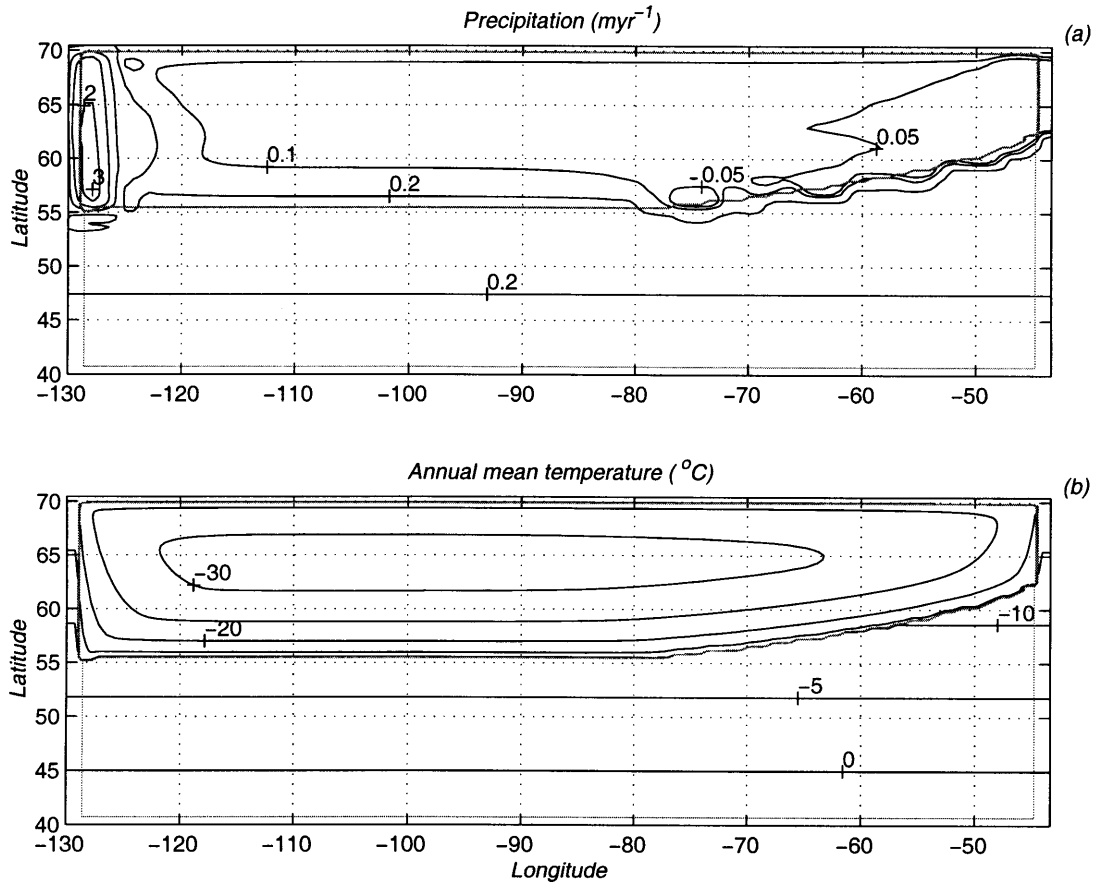 Precipitation (myr⁻¹)
(a)
Latitude
70
65
60
55
50
45
40
2
3
0.1
0.2
-0.05
0.05
0.2
−130 −120 −110 −100 −90 −80 −70 −60 −50
Annual mean temperature (°C)
(b)
Latitude
70
65
60
55
50
45
40
−30
−20
−10
−5
0
−130 −120 −110 −100 −90 −80 −70 −60 −50
Longitude